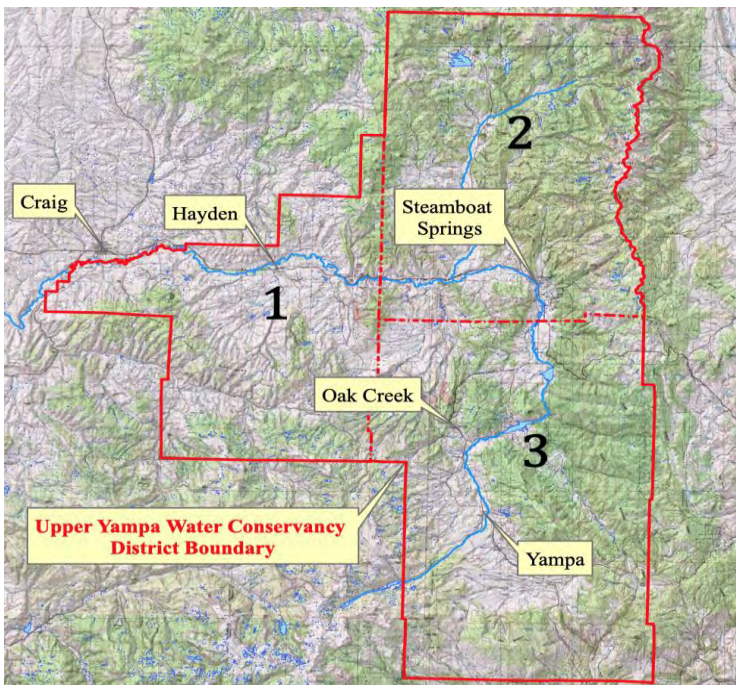 2
Craig
Hayden
Steamboat
Springs
1
Oak Creek
3
Upper Yampa Water Conservancy
District Boundary
Yampa